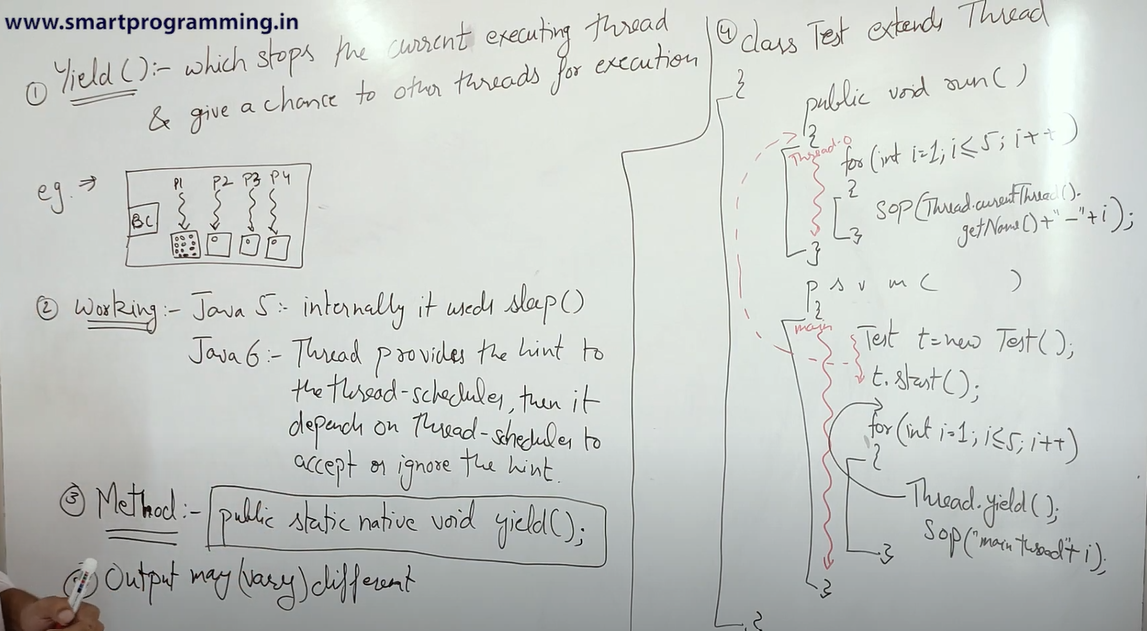 www.smartprogramming.in
① Yield():- which stops the current executing thread
& give a chance to other threads for execution
eg. ⇒
P1 P2 P3 P4
BC
② Working:- Java 5:- internally it used sleep()
Java 6:- Thread provides the hint to
the thread-scheduler, then it
depends on Thread-scheduler to
accept or ignore the hint.
③ Method:- public static native void yield();
Output may (vary) different
④ class Test extends Thread
{
public void run()
{
Thread-0
for(int i=1; i≤5; i++)
{
SOP(Thread.currentThread().
getName()+"-"+i);
}
}
p s v m ( )
{
main
Test t=new Test();
t.start();
for(int i=1; i≤5; i++)
{
Thread.yield();
SOP("main thread"+i);
}
}
}